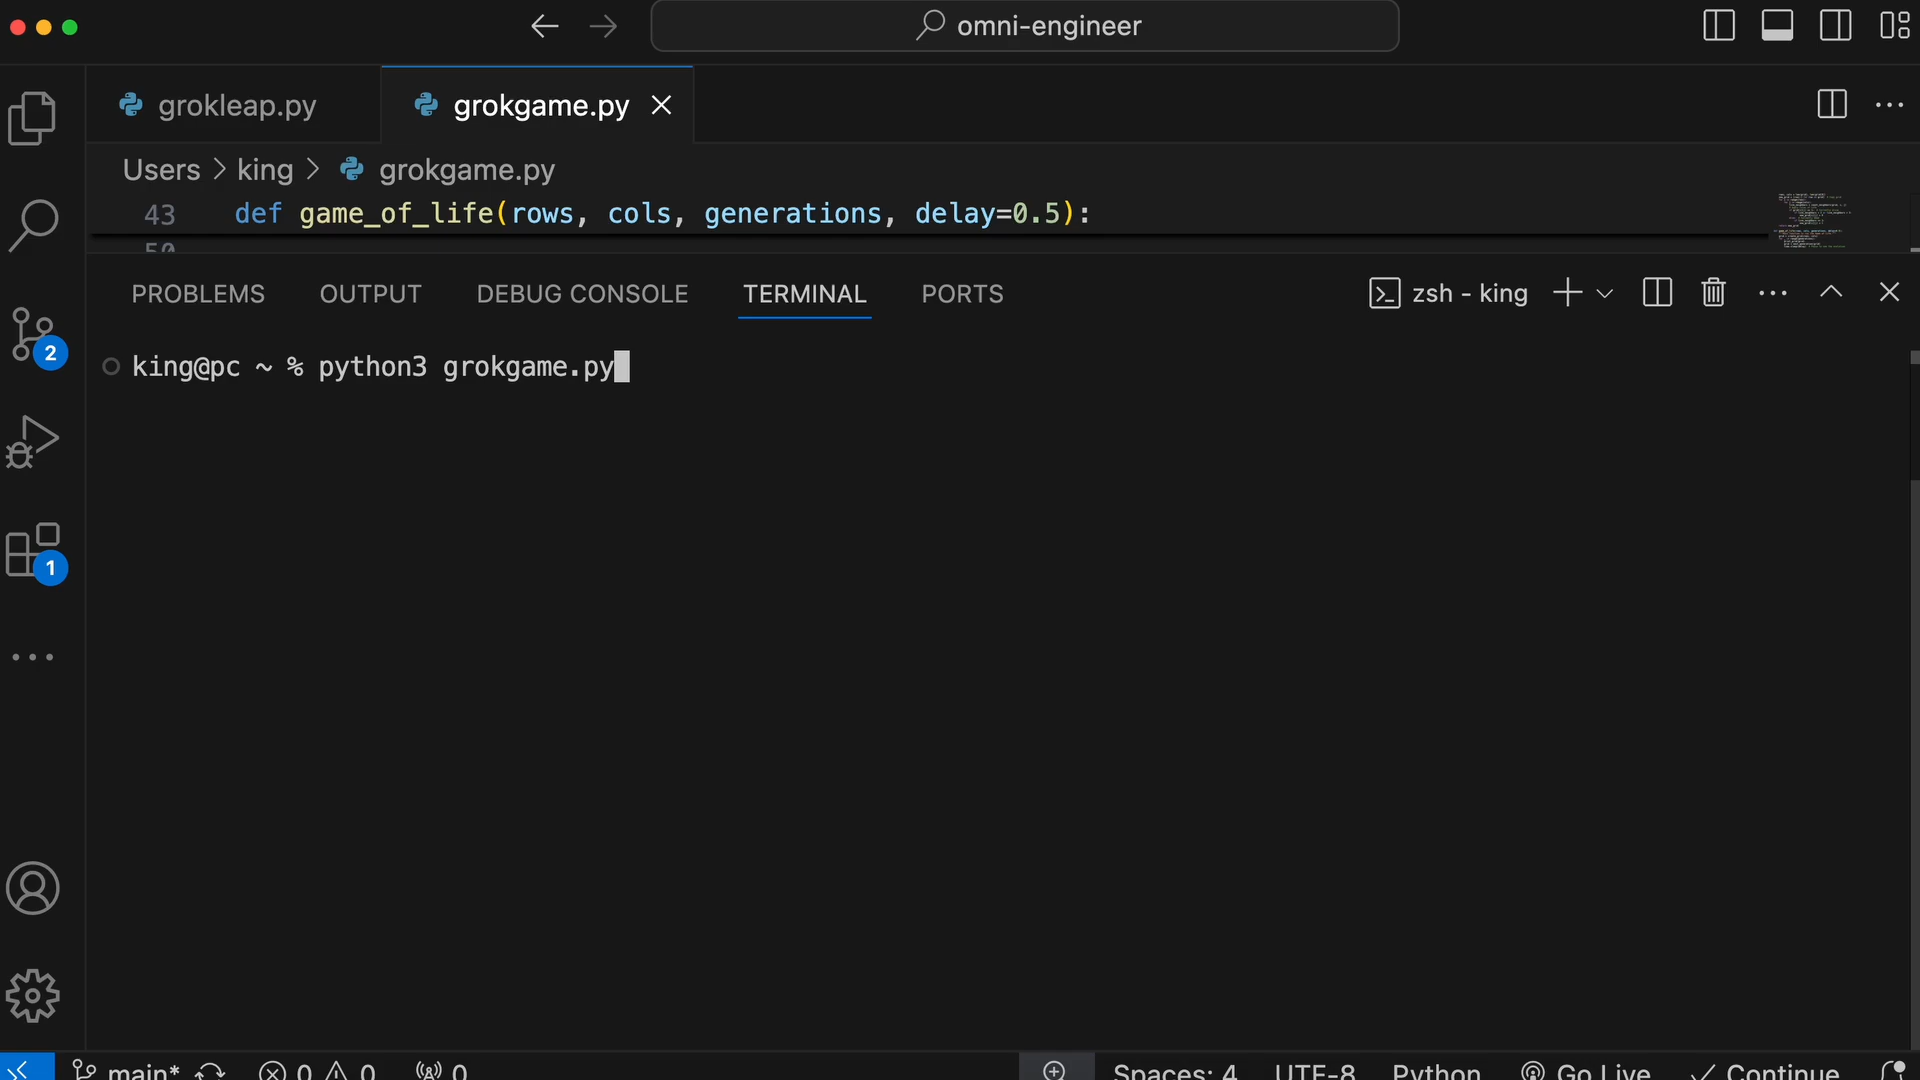 omni-engineer
grokleap.py grokgame.py
Users > king > grokgame.py
43 def game_of_life(rows, cols, generations, delay=0.5):
50
PROBLEMS OUTPUT DEBUG CONSOLE TERMINAL PORTS zsh - king
king@pc ~ % python3 grokgame.py
2
1
main* 0 0 0 Spaces: 4 UTF-8 Python Go Live Continue